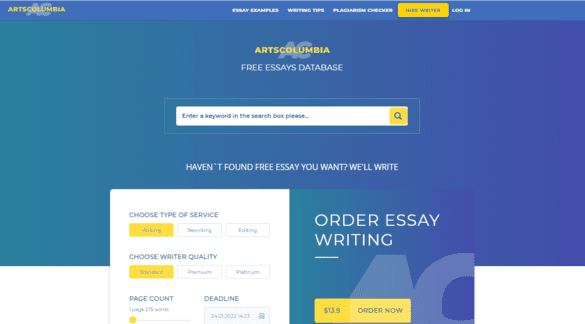 ARTSCOLUMBIA
ESSAY EXAMPLES WRITING TIPS PLAGIARISM CHECKER HIRE WRITER LOG IN
ARTSCOLUMBIA
FREE ESSAYS DATABASE
Enter a keyword in the search box please...
HAVEN`T FOUND FREE ESSAY YOU WANT? WE'LL WRITE
CHOOSE TYPE OF SERVICE
Writing Rewriting Editing
CHOOSE WRITER QUALITY
Standard Premium Platinum
PAGE COUNT DEADLINE
1 page 275 words
24.01.2022 14:23
ORDER ESSAY
WRITING
$13.9 ORDER NOW